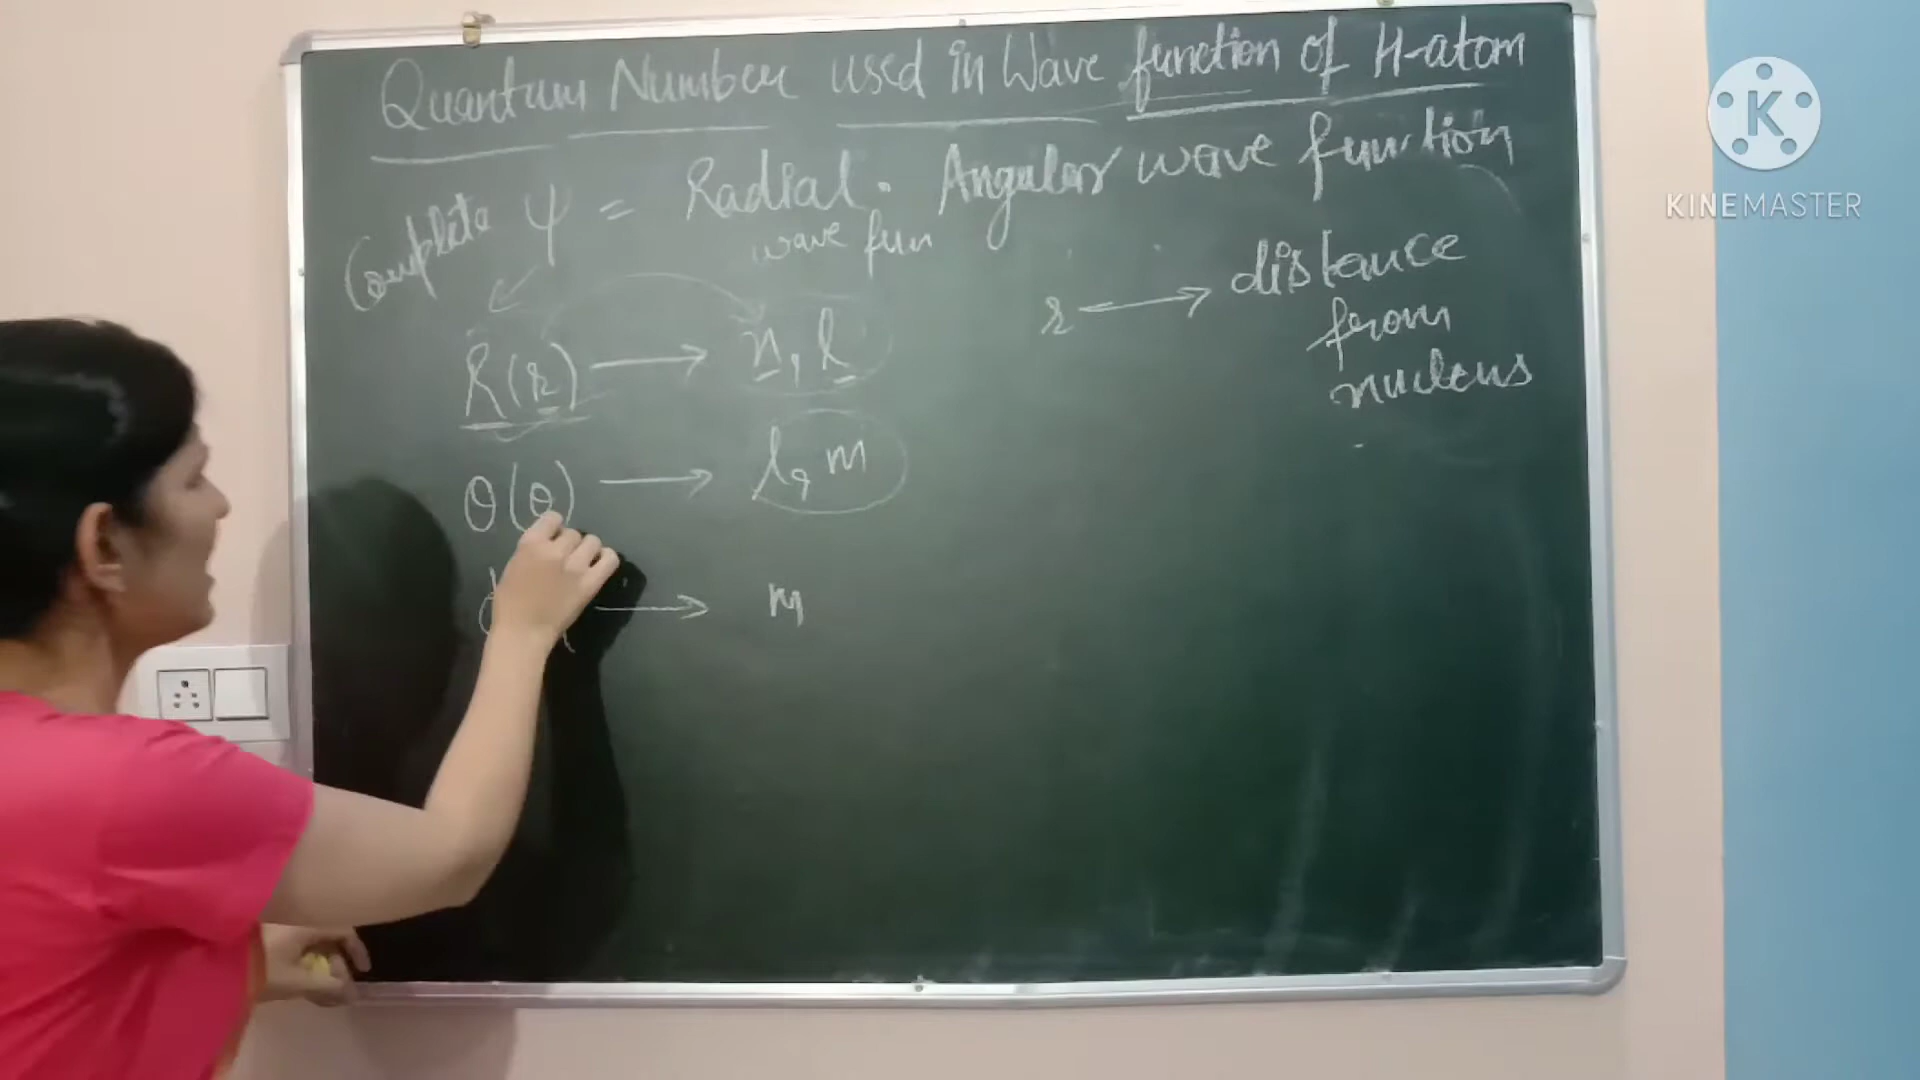 Quantum Number used in Wave function of H-atom
Complete ψ = Radial . Angular wave function
wave fun
r ⟷ distance
from
nucleus
R(r) ⟶ n, l
Θ(θ) ⟶ l, m
⟶ m
K
KINEMASTER